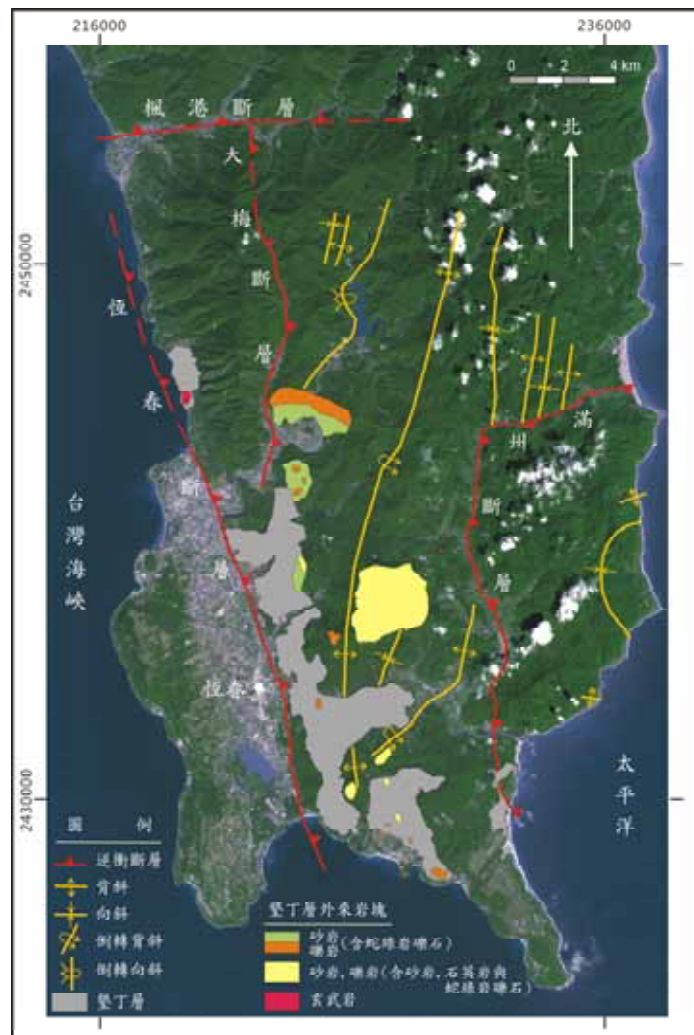 216000
236000
0 2 4 km
楓港斷層
北
大梅斷層
2450000
恆春斷層
滿州斷層
台灣海峽
恆春
太平洋
2430000
圖 例
逆衝斷層
背斜
向斜
倒轉背斜
倒轉向斜
墾丁層
墾丁層外來岩塊
砂岩
礫岩(含蛇綠岩礫石)
砂岩,礫岩(含砂岩,石英岩與
蛇綠岩礫石)
玄武岩